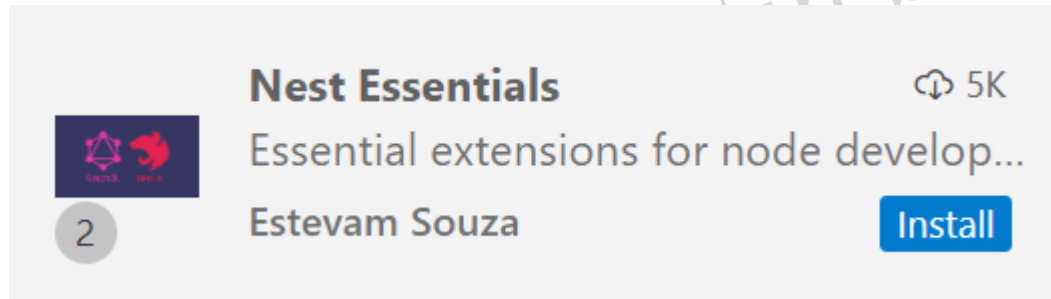 Nest Essentials 5K
Essential extensions for node develop...
2 Estevam Souza Install